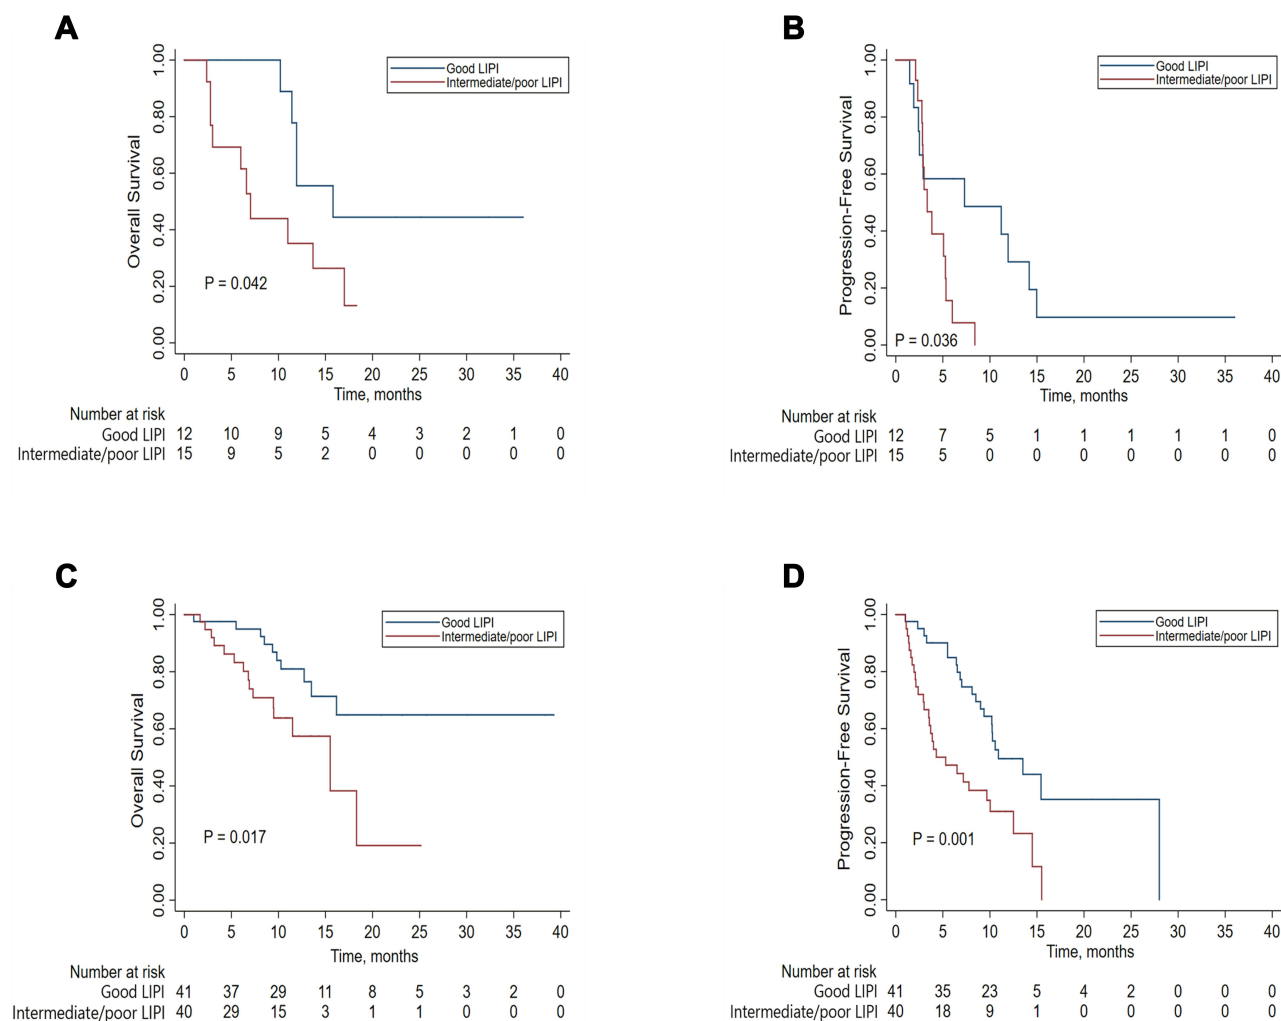 A
Overall Survival
1.00
0.80
0.60
0.40
0.20
0.00
Good LIPI
Intermediate/poor LIPI
P = 0.042
0 5 10 15 20 25 30 35 40
Time, months
Number at risk
Good LIPI 12 10 9 5 4 3 2 1 0
Intermediate/poor LIPI 15 9 5 2 0 0 0 0 0
B
Progression-Free Survival
1.00
0.80
0.60
0.40
0.20
0.00
Good LIPI
Intermediate/poor LIPI
P = 0.036
0 5 10 15 20 25 30 35 40
Time, months
Number at risk
Good LIPI 12 7 5 1 1 1 1 1 0
Intermediate/poor LIPI 15 5 0 0 0 0 0 0 0
C
Overall Survival
1.00
0.80
0.60
0.40
0.20
0.00
Good LIPI
Intermediate/poor LIPI
P = 0.017
0 5 10 15 20 25 30 35 40
Time, months
Number at risk
Good LIPI 41 37 29 11 8 5 3 2 0
Intermediate/poor LIPI 40 29 15 3 1 1 0 0 0
D
Progression-Free Survival
1.00
0.80
0.60
0.40
0.20
0.00
Good LIPI
Intermediate/poor LIPI
P = 0.001
0 5 10 15 20 25 30 35 40
Time, months
Number at risk
Good LIPI 41 35 23 5 4 2 0 0 0
Intermediate/poor LIPI 40 18 9 1 0 0 0 0 0